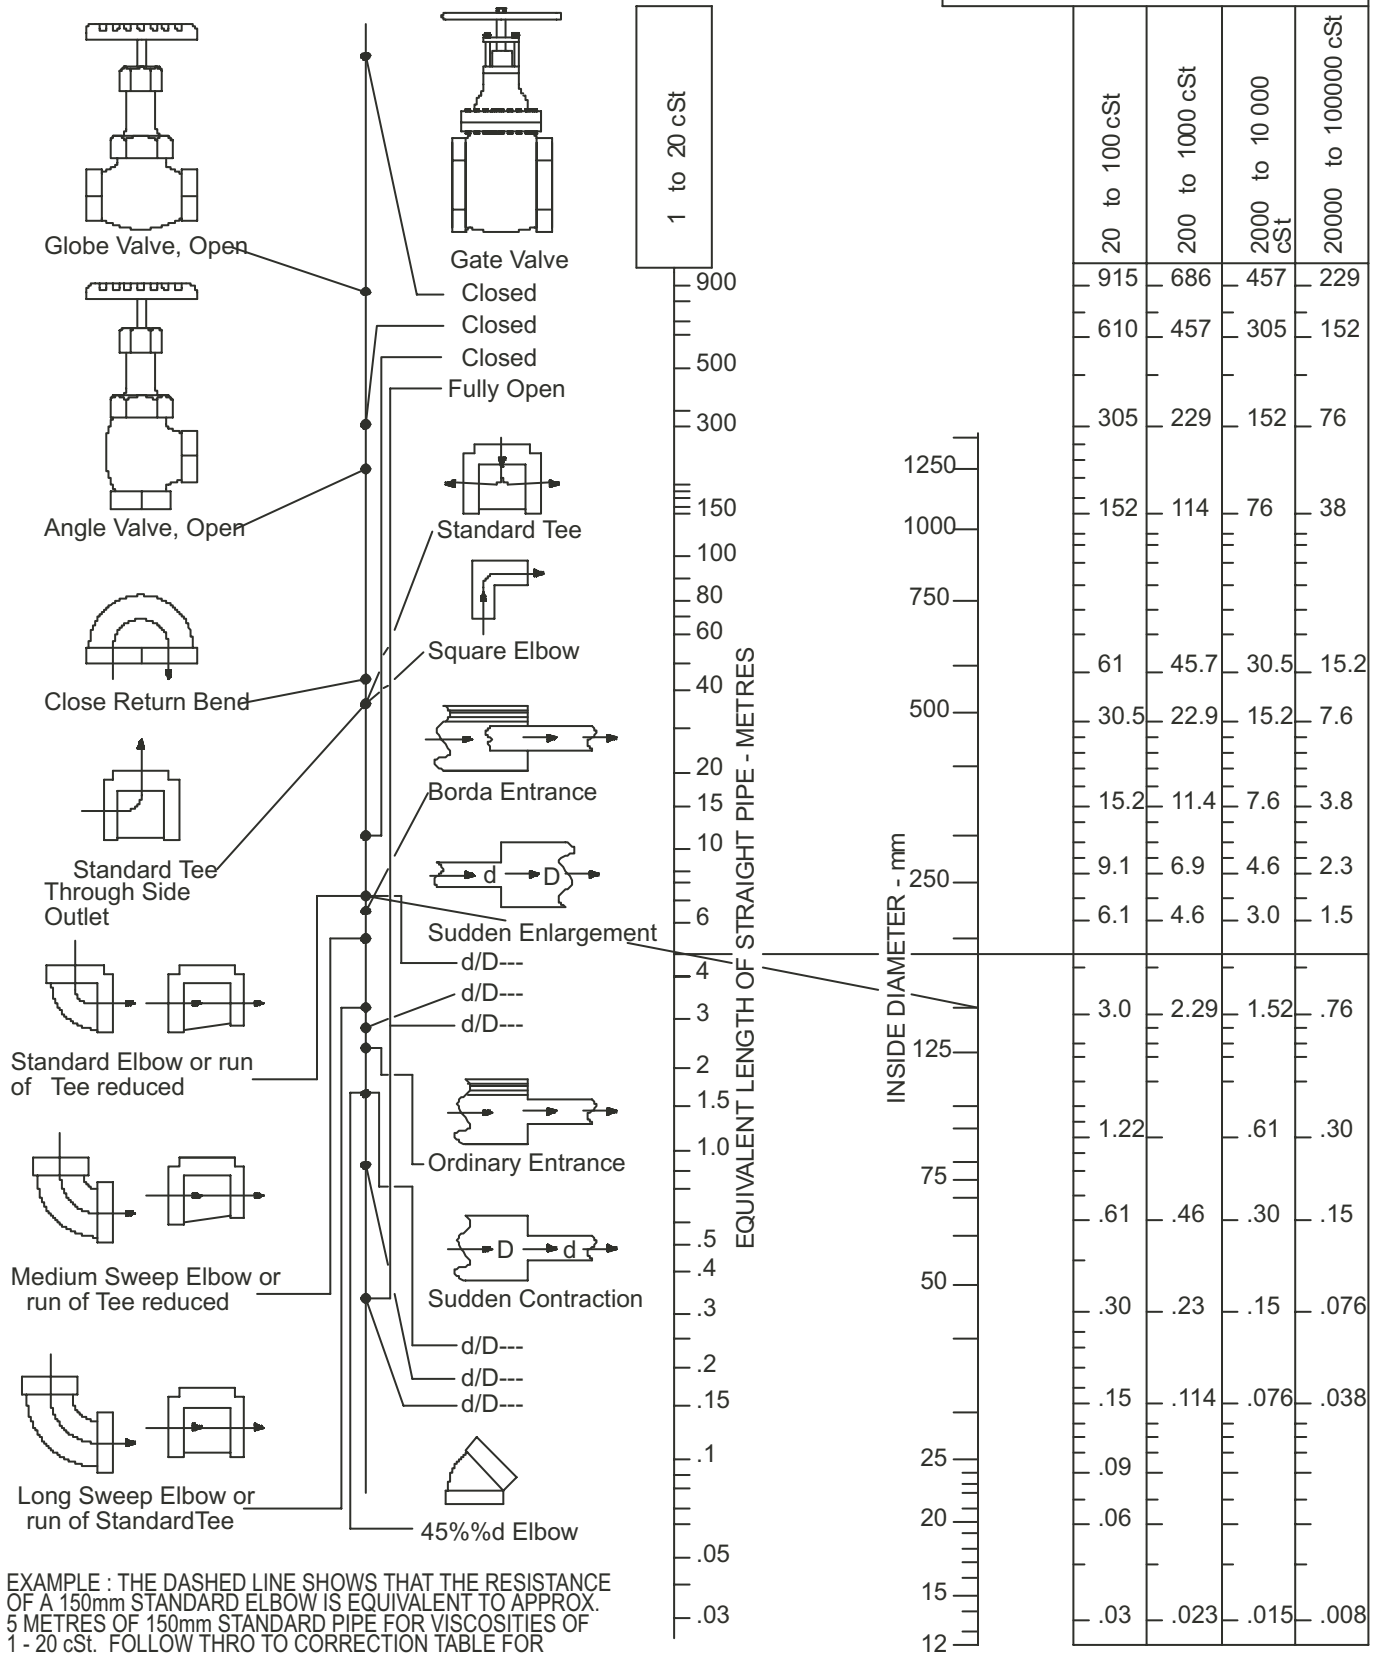 Globe Valve, Open
Angle Valve, Open
Close Return Bend
Standard Tee
Through Side
Outlet
Standard Elbow or run
of Tee reduced
Medium Sweep Elbow or
run of Tee reduced
Long Sweep Elbow or
run of StandardTee
Gate Valve
Closed
Closed
Closed
Fully Open
Standard Tee
Square Elbow
Borda Entrance
d D
Sudden Enlargement
d/D---
d/D---
d/D---
Ordinary Entrance
D d
Sudden Contraction
d/D---
d/D---
d/D---
45%%d Elbow
1 to 20 cSt
900
500
300
150
100
80
60
40
20
15
10
6
4
3
2
1.5
1.0
.5
.4
.3
.2
.15
.1
.05
.03
EQUIVALENT LENGTH OF STRAIGHT PIPE - METRES
INSIDE DIAMETER - mm
1250
1000
750
500
250
125
75
50
25
20
15
12
20 to 100 cSt
200 to 1000 cSt
2000 to 10 000
cSt
20000 to 100000 cSt
915 686 457 229
610 457 305 152
305 229 152 76
152 114 76 38
61 45.7 30.5 15.2
30.5 22.9 15.2 7.6
15.2 11.4 7.6 3.8
9.1 6.9 4.6 2.3
6.1 4.6 3.0 1.5
3.0 2.29 1.52 .76
1.22 .61 .30
.61 .46 .30 .15
.30 .23 .15 .076
.15 .114 .076 .038
.09
.06
.03 .023 .015 .008
EXAMPLE : THE DASHED LINE SHOWS THAT THE RESISTANCE
OF A 150mm STANDARD ELBOW IS EQUIVALENT TO APPROX.
5 METRES OF 150mm STANDARD PIPE FOR VISCOSITIES OF
1 - 20 cSt. FOLLOW THRO TO CORRECTION TABLE FOR